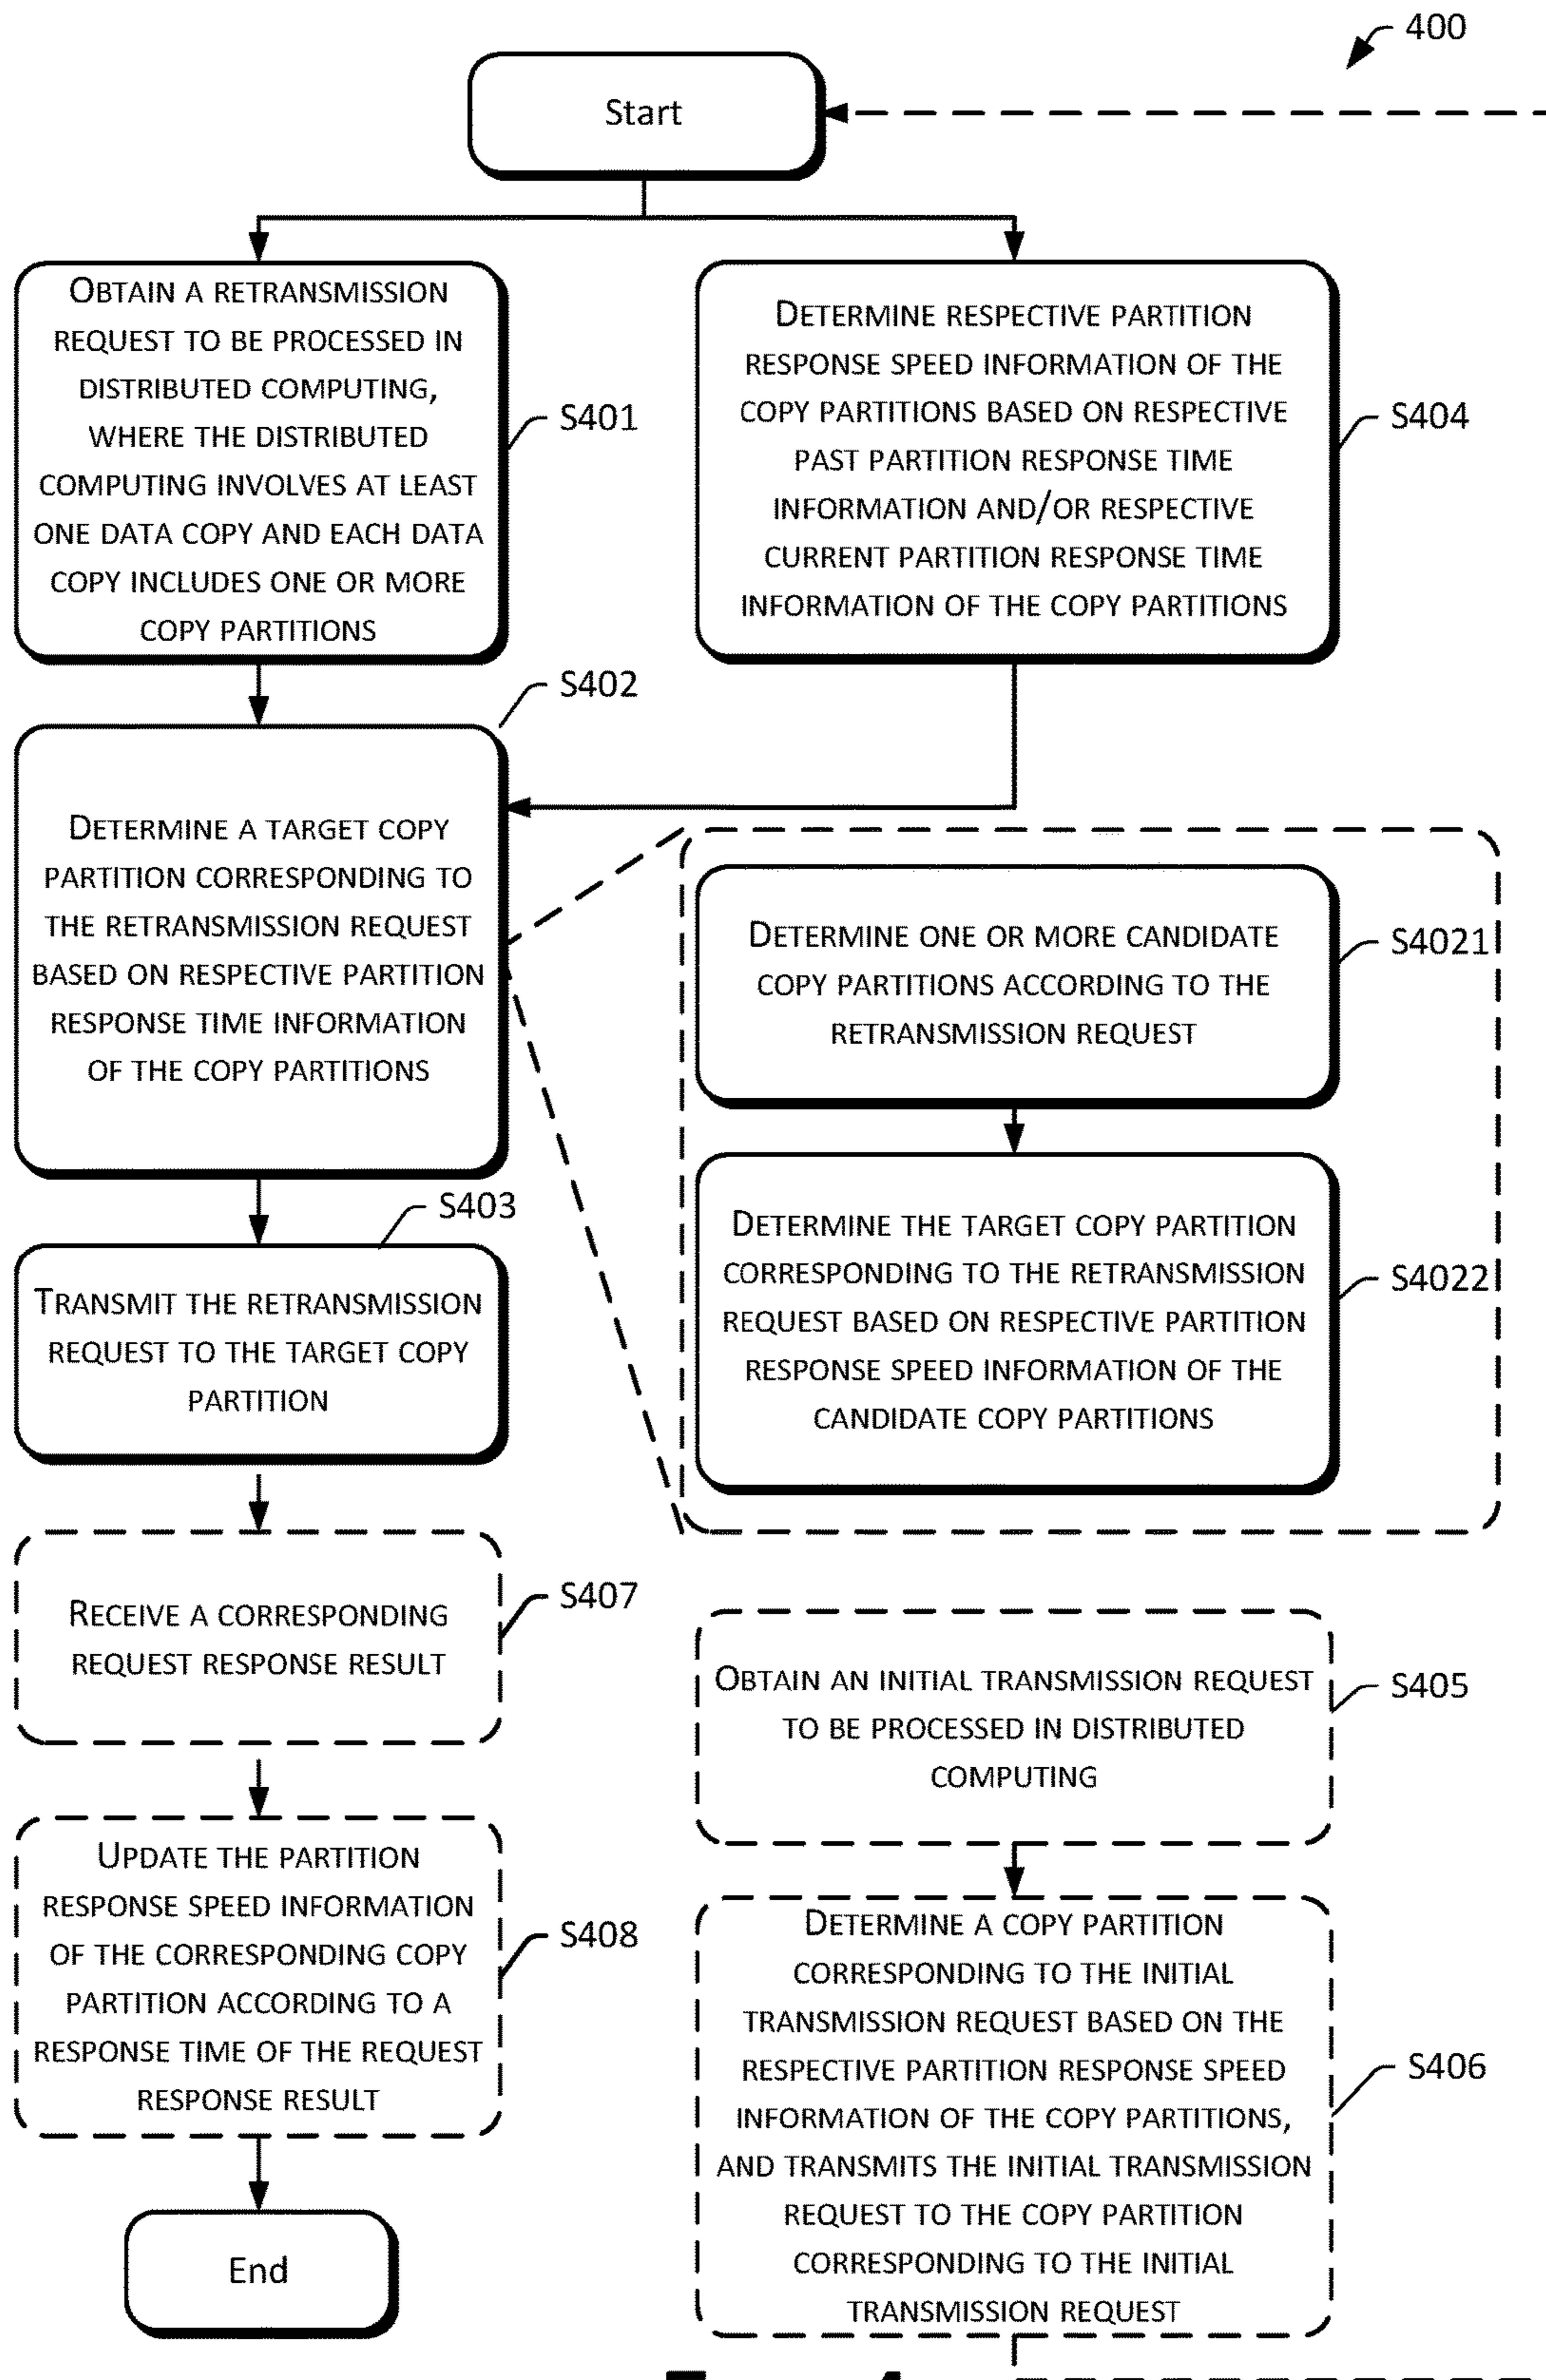 400
Start
OBTAIN A RETRANSMISSION
REQUEST TO BE PROCESSED IN
DISTRIBUTED COMPUTING,
WHERE THE DISTRIBUTED
COMPUTING INVOLVES AT LEAST
ONE DATA COPY AND EACH DATA
COPY INCLUDES ONE OR MORE
COPY PARTITIONS
S401
DETERMINE RESPECTIVE PARTITION
RESPONSE SPEED INFORMATION OF THE
COPY PARTITIONS BASED ON RESPECTIVE
PAST PARTITION RESPONSE TIME
INFORMATION AND/OR RESPECTIVE
CURRENT PARTITION RESPONSE TIME
INFORMATION OF THE COPY PARTITIONS
S404
S402
DETERMINE A TARGET COPY
PARTITION CORRESPONDING TO
THE RETRANSMISSION REQUEST
BASED ON RESPECTIVE PARTITION
RESPONSE TIME INFORMATION
OF THE COPY PARTITIONS
DETERMINE ONE OR MORE CANDIDATE
COPY PARTITIONS ACCORDING TO THE
RETRANSMISSION REQUEST
S4021
DETERMINE THE TARGET COPY PARTITION
CORRESPONDING TO THE RETRANSMISSION
REQUEST BASED ON RESPECTIVE PARTITION
RESPONSE SPEED INFORMATION OF THE
CANDIDATE COPY PARTITIONS
S4022
S403
TRANSMIT THE RETRANSMISSION
REQUEST TO THE TARGET COPY
PARTITION
RECEIVE A CORRESPONDING
REQUEST RESPONSE RESULT
S407
OBTAIN AN INITIAL TRANSMISSION REQUEST
TO BE PROCESSED IN DISTRIBUTED
COMPUTING
S405
UPDATE THE PARTITION
RESPONSE SPEED INFORMATION
OF THE CORRESPONDING COPY
PARTITION ACCORDING TO A
RESPONSE TIME OF THE REQUEST
RESPONSE RESULT
S408
DETERMINE A COPY PARTITION
CORRESPONDING TO THE INITIAL
TRANSMISSION REQUEST BASED ON THE
RESPECTIVE PARTITION RESPONSE SPEED
INFORMATION OF THE COPY PARTITIONS,
AND TRANSMITS THE INITIAL TRANSMISSION
REQUEST TO THE COPY PARTITION
CORRESPONDING TO THE INITIAL
TRANSMISSION REQUEST
S406
End